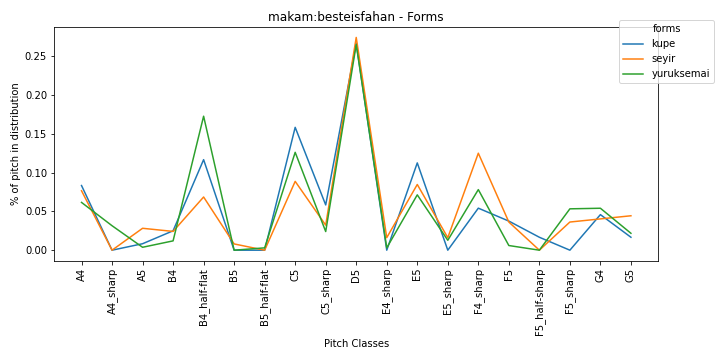 makam:besteisfahan - Forms
forms
kupe
seyir
yuruksemai
% of pitch in distribution
0.25
0.20
0.15
0.10
0.05
0.00
A4
A4_sharp
A5
B4
B4_half-flat
B5
B5_half-flat
C5
C5_sharp
D5
E4_sharp
E5
E5_sharp
F4_sharp
F5
F5_half-sharp
F5_sharp
G4
G5
Pitch Classes